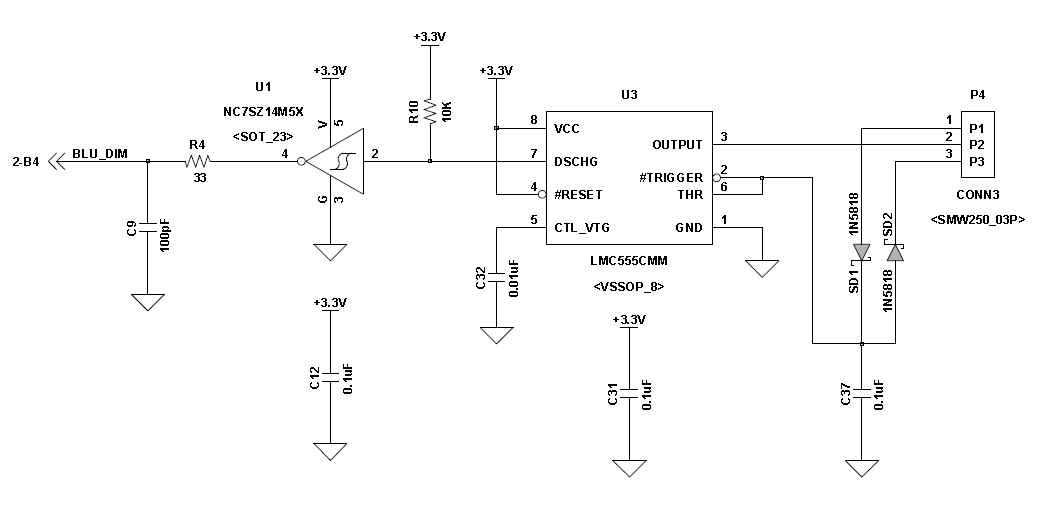 +3.3V
+3.3V
+3.3V
U1
NC7SZ14M5X
<SOT_23>
V
5
R10
10K
U3
P4
8
VCC
OUTPUT
3
1
P1
2
P2
3
P3
2-B4
BLU_DIM
R4
33
4
2
7
DSCHG
#TRIGGER
2
4
#RESET
THR
6
CONN3
<SMW250_03P>
G
3
5
CTL_VTG
GND
1
C9
100pF
LMC555CMM
<VSSOP_8>
C32
0.01uF
1N5818
SD1
SD2
1N5818
+3.3V
C12
0.1uF
+3.3V
C31
0.1uF
C37
0.1uF